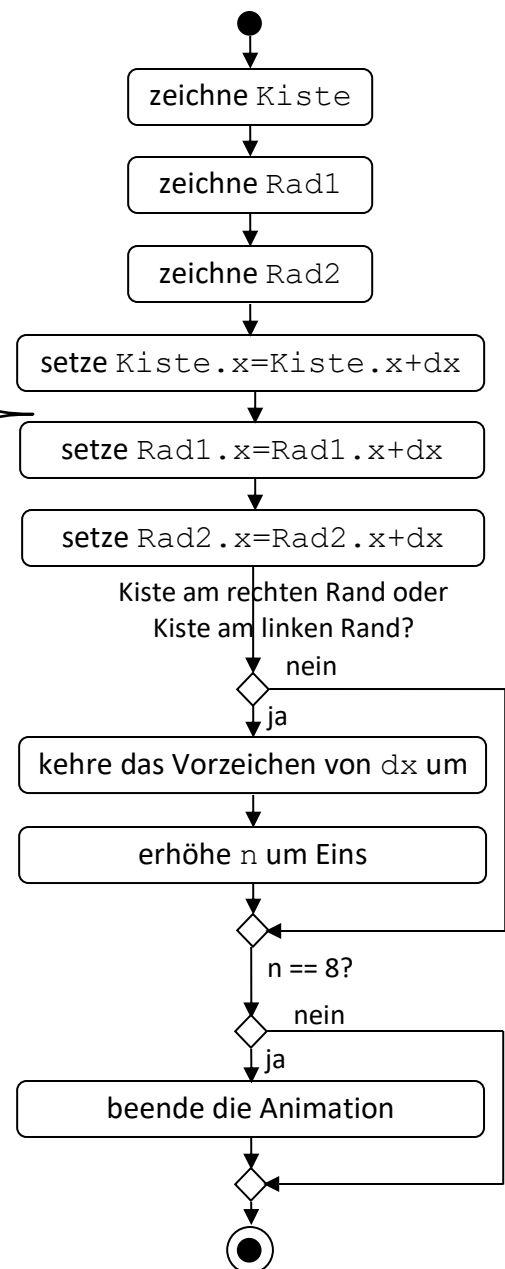 zeichne Kiste
zeichne Rad1
zeichne Rad2
setze Kiste.x=Kiste.x+dx
setze Rad1.x=Rad1.x+dx
setze Rad2.x=Rad2.x+dx
Kiste am rechten Rand oder
Kiste am linken Rand?
nein
ja
kehre das Vorzeichen von dx um
erhöhe n um Eins
n == 8?
nein
ja
beende die Animation